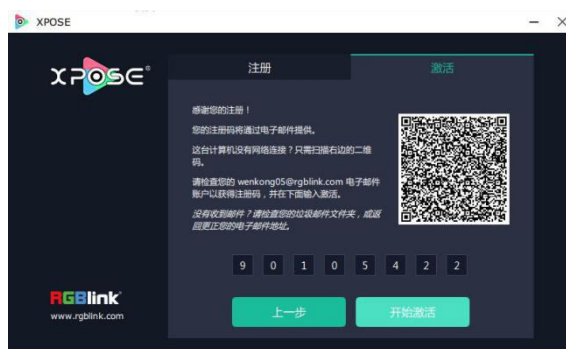 XPOSE
XPOSE
注册
激活
感谢您的注册！
您的注册码将通过电子邮件提供。
这台计算机没有网络连接？只需扫描右边的二维
码。
请检查您的 wenkong05@rgblink.com 电子邮件
账户以获得注册码，并在下面输入激活。
没有收到邮件？请检查您的垃圾邮件文件夹，或返
回更正您的电子邮件地址。
9 0 1 0 5 4 2 2
RGBlink
www.rgblink.com
上一步
开始激活